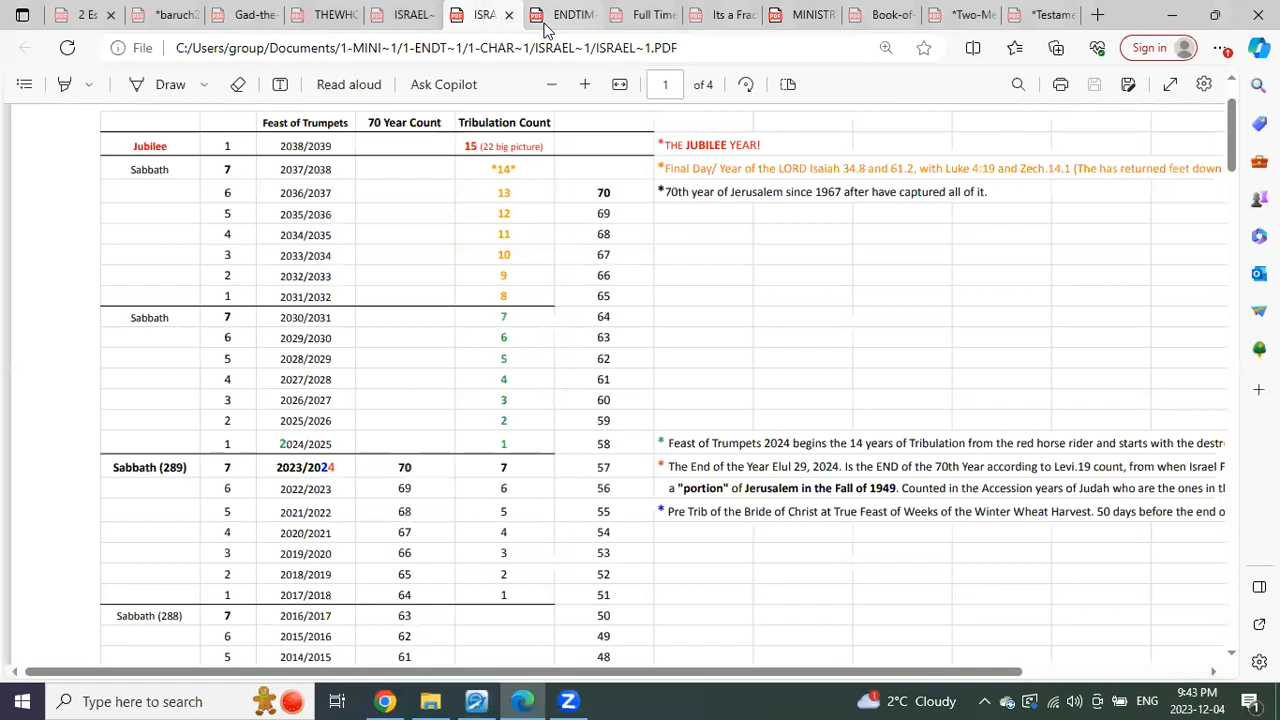 2 Es
*baruch2
Gad-the-
THEWHO
ISRAEL~
ISRA
ENDTIM
Full Time
Its a Frac
MINISTR
Book-of
*Two-Me
*Testame
File
C:/Users/group/Documents/1-MINI~1/1-ENDT~1/1-CHAR~1/ISRAEL~1/ISRAEL~1.PDF
Sign in
Draw
Read aloud
Ask Copilot
1 of 4
Feast of Trumpets 70 Year Count Tribulation Count
Jubilee 1 2038/2039 15 (22 big picture) *THE JUBILEE YEAR!
Sabbath 7 2037/2038 *14* *Final Day/ Year of the LORD Isaiah 34.8 and 61.2, with Luke 4:19 and Zech.14.1 (The has returned feet down
6 2036/2037 13 70 *70th year of Jerusalem since 1967 after have captured all of it.
5 2035/2036 12 69
4 2034/2035 11 68
3 2033/2034 10 67
2 2032/2033 9 66
1 2031/2032 8 65
Sabbath 7 2030/2031 7 64
6 2029/2030 6 63
5 2028/2029 5 62
4 2027/2028 4 61
3 2026/2027 3 60
2 2025/2026 2 59
1 2024/2025 1 58 * Feast of Trumpets 2024 begins the 14 years of Tribulation from the red horse rider and starts with the destr
Sabbath (289) 7 2023/2024 70 7 57 * The End of the Year Elul 29, 2024. Is the END of the 70th Year according to Levi.19 count, from when Israel F
6 2022/2023 69 6 56 a "portion" of Jerusalem in the Fall of 1949. Counted in the Accession years of Judah who are the ones in th
5 2021/2022 68 5 55 * Pre Trib of the Bride of Christ at True Feast of Weeks of the Winter Wheat Harvest. 50 days before the end o
4 2020/2021 67 4 54
3 2019/2020 66 3 53
2 2018/2019 65 2 52
1 2017/2018 64 1 51
Sabbath (288) 7 2016/2017 63 50
6 2015/2016 62 49
5 2014/2015 61 48
Type here to search
1
2°C Cloudy
ENG
9:43 PM
2023-12-04
1